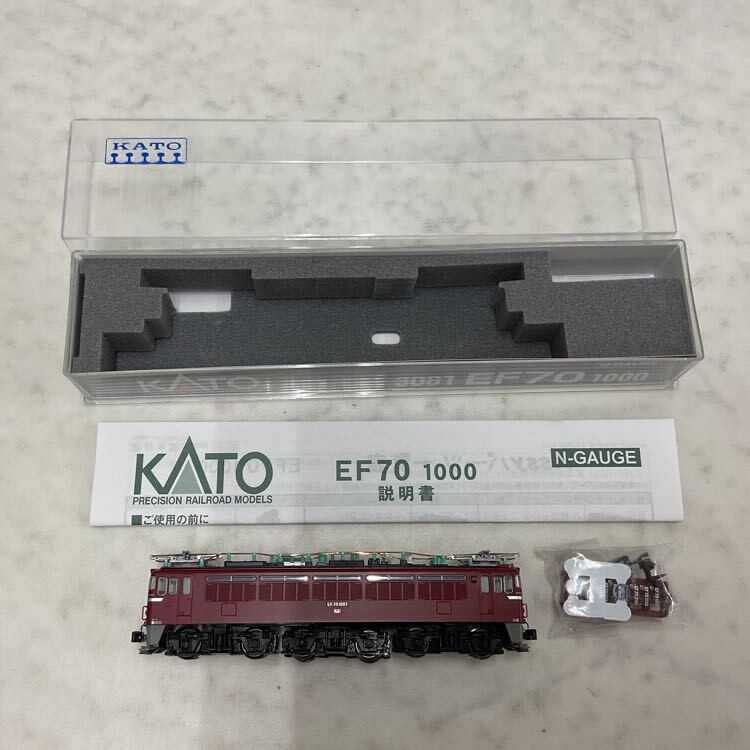 KATO
KATO 3081 EF70 1000
N-GAUGE
KATO
PRECISION RAILROAD MODELS
EF70 1000
説明書
N-GAUGE
■ご使用の前に
EF 70 1007